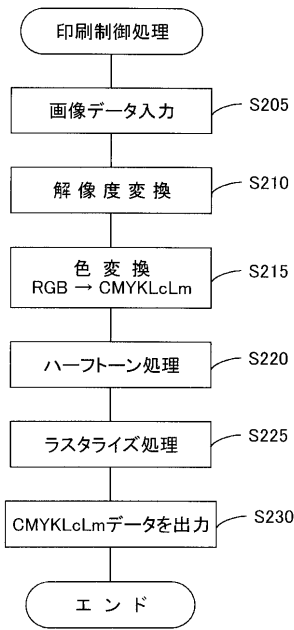 印刷制御処理
画像データ入力
S205
解像度変換
S210
色変換
RGB → CMYKLcLm
S215
ハーフトーン処理
S220
ラスタライズ処理
S225
CMYKLcLmデータを出力
S230
エンド